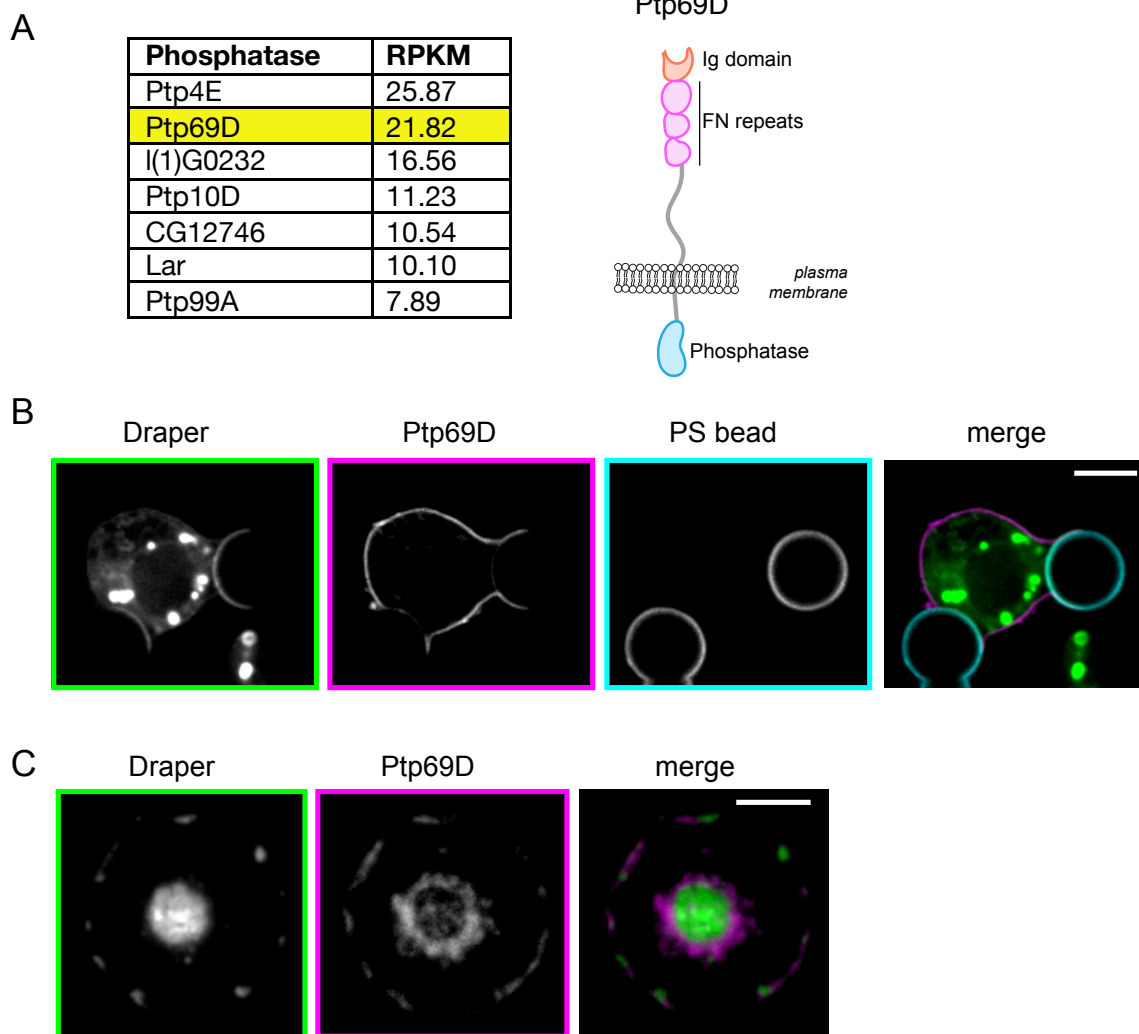 A
Phosphatase RPKM
Ptp4E 25.87
Ptp69D 21.82
l(1)G0232 16.56
Ptp10D 11.23
CG12746 10.54
Lar 10.10
Ptp99A 7.89
Ptp69D
Ig domain
FN repeats
plasma
membrane
Phosphatase
B
Draper Ptp69D PS bead merge
C
Draper Ptp69D merge